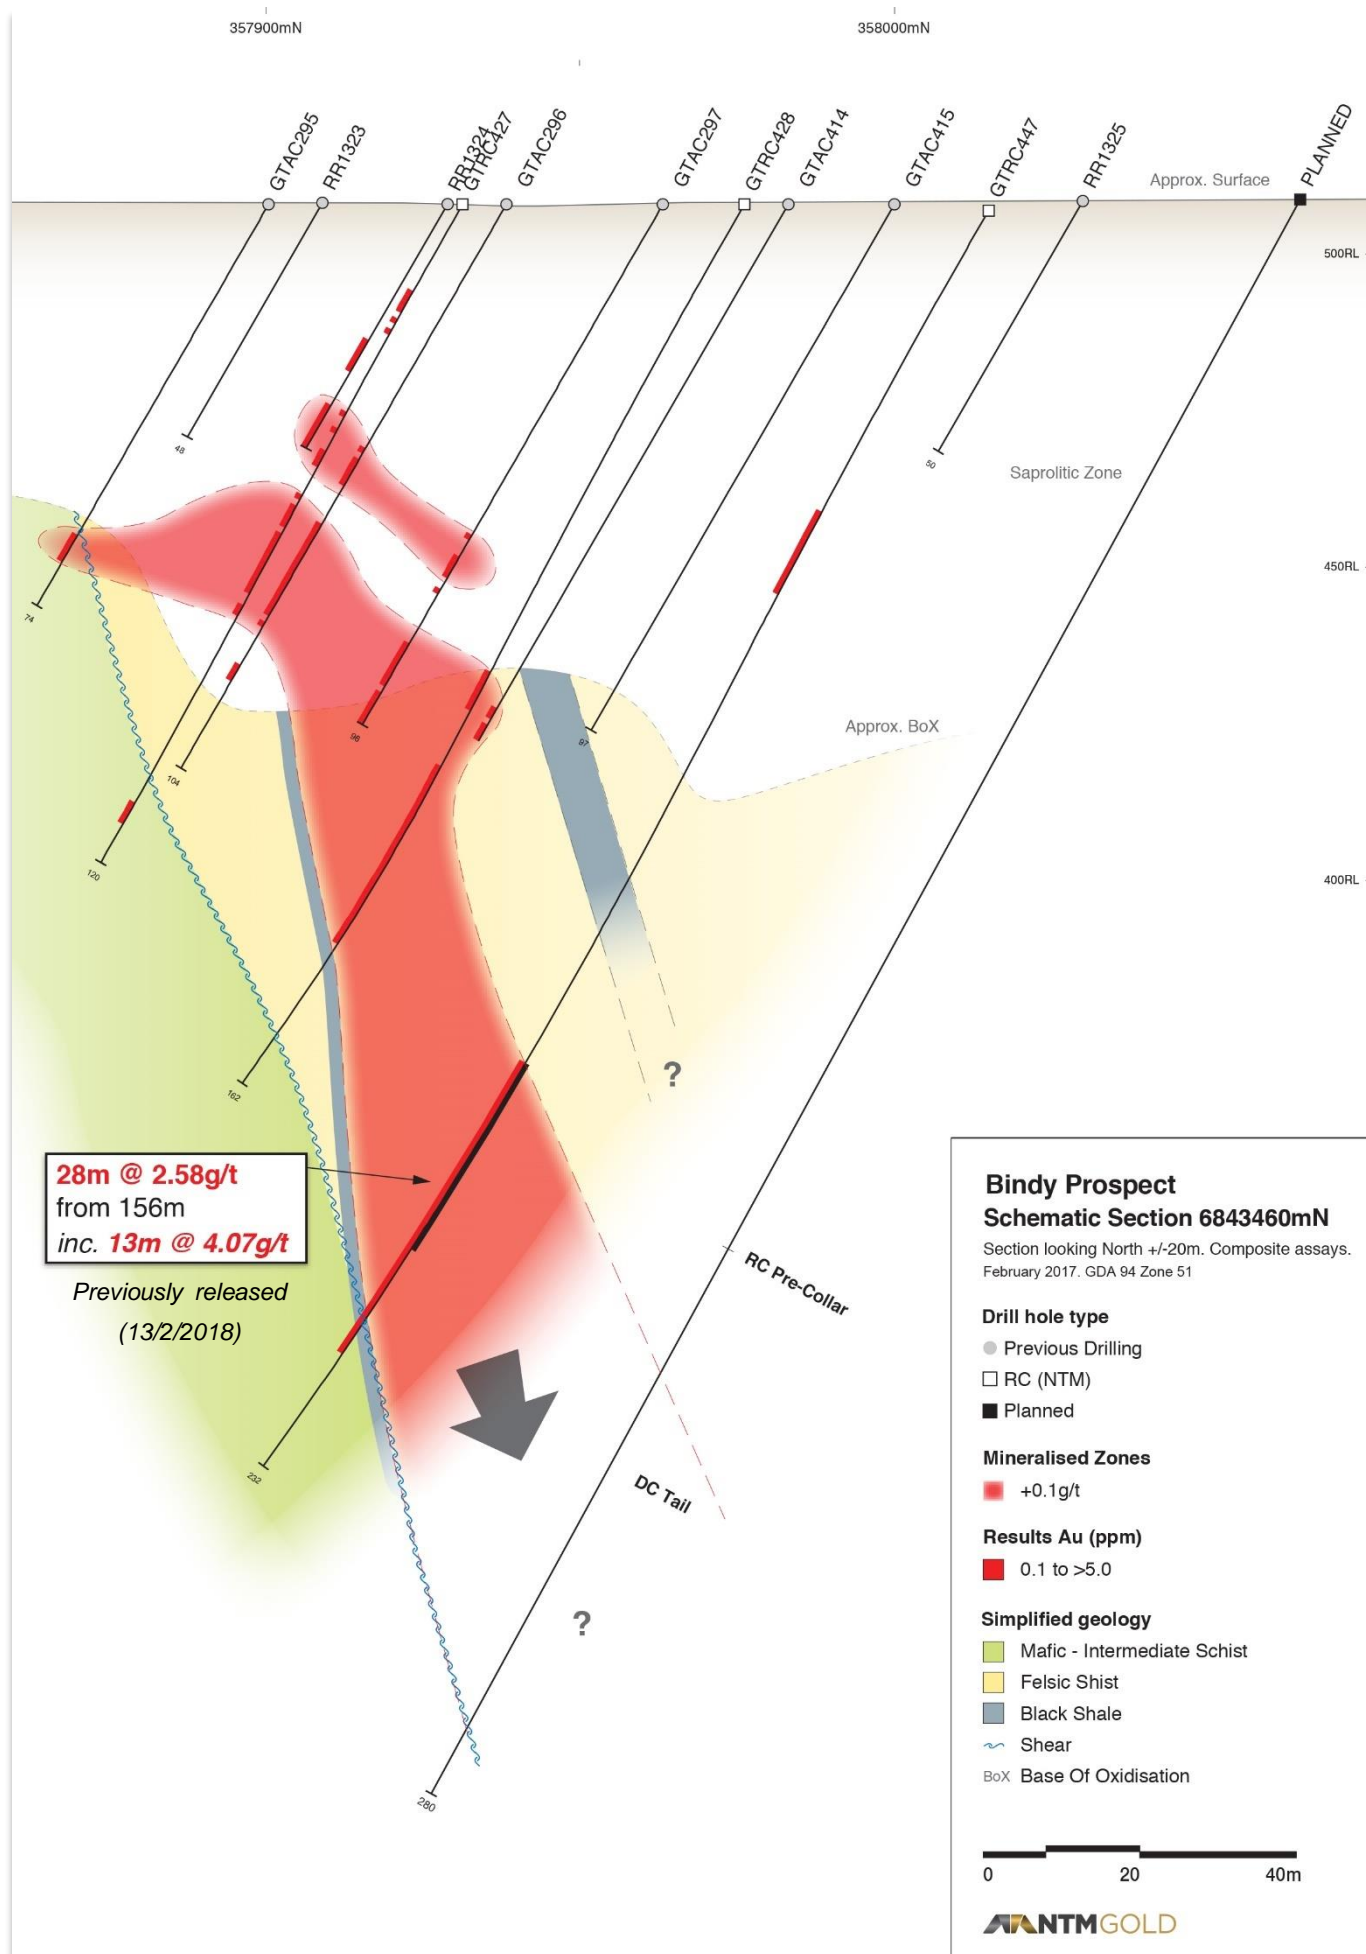 357900mN
358000mN
GTAC295
RR1323
RR1324
GTRC427
GTAC296
GTAC297
GTRC428
GTAC414
GTAC415
GTRC447
RR1325
PLANNED
Approx. Surface
500RL
48
50
Saprolitic Zone
450RL
74
98
97
Approx. BoX
104
120
400RL
162
?
28m @ 2.58g/t
from 156m
inc. 13m @ 4.07g/t
Previously released
(13/2/2018)
RC Pre-Collar
232
DC Tail
?
280
Bindy Prospect
Schematic Section 6843460mN
Section looking North +/-20m. Composite assays.
February 2017. GDA 94 Zone 51
Drill hole type
Previous Drilling
RC (NTM)
Planned
Mineralised Zones
+0.1g/t
Results Au (ppm)
0.1 to >5.0
Simplified geology
Mafic - Intermediate Schist
Felsic Shist
Black Shale
Shear
BoX Base Of Oxidisation
0 20 40m
NTMGOLD